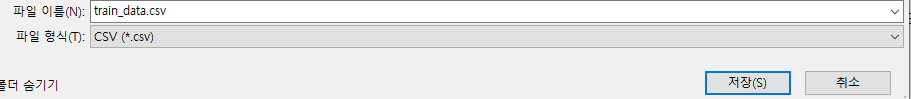 파일 이름(N): train_data.csv
파일 형식(T): CSV (*.csv)
폴더 숨기기
저장(S) 취소